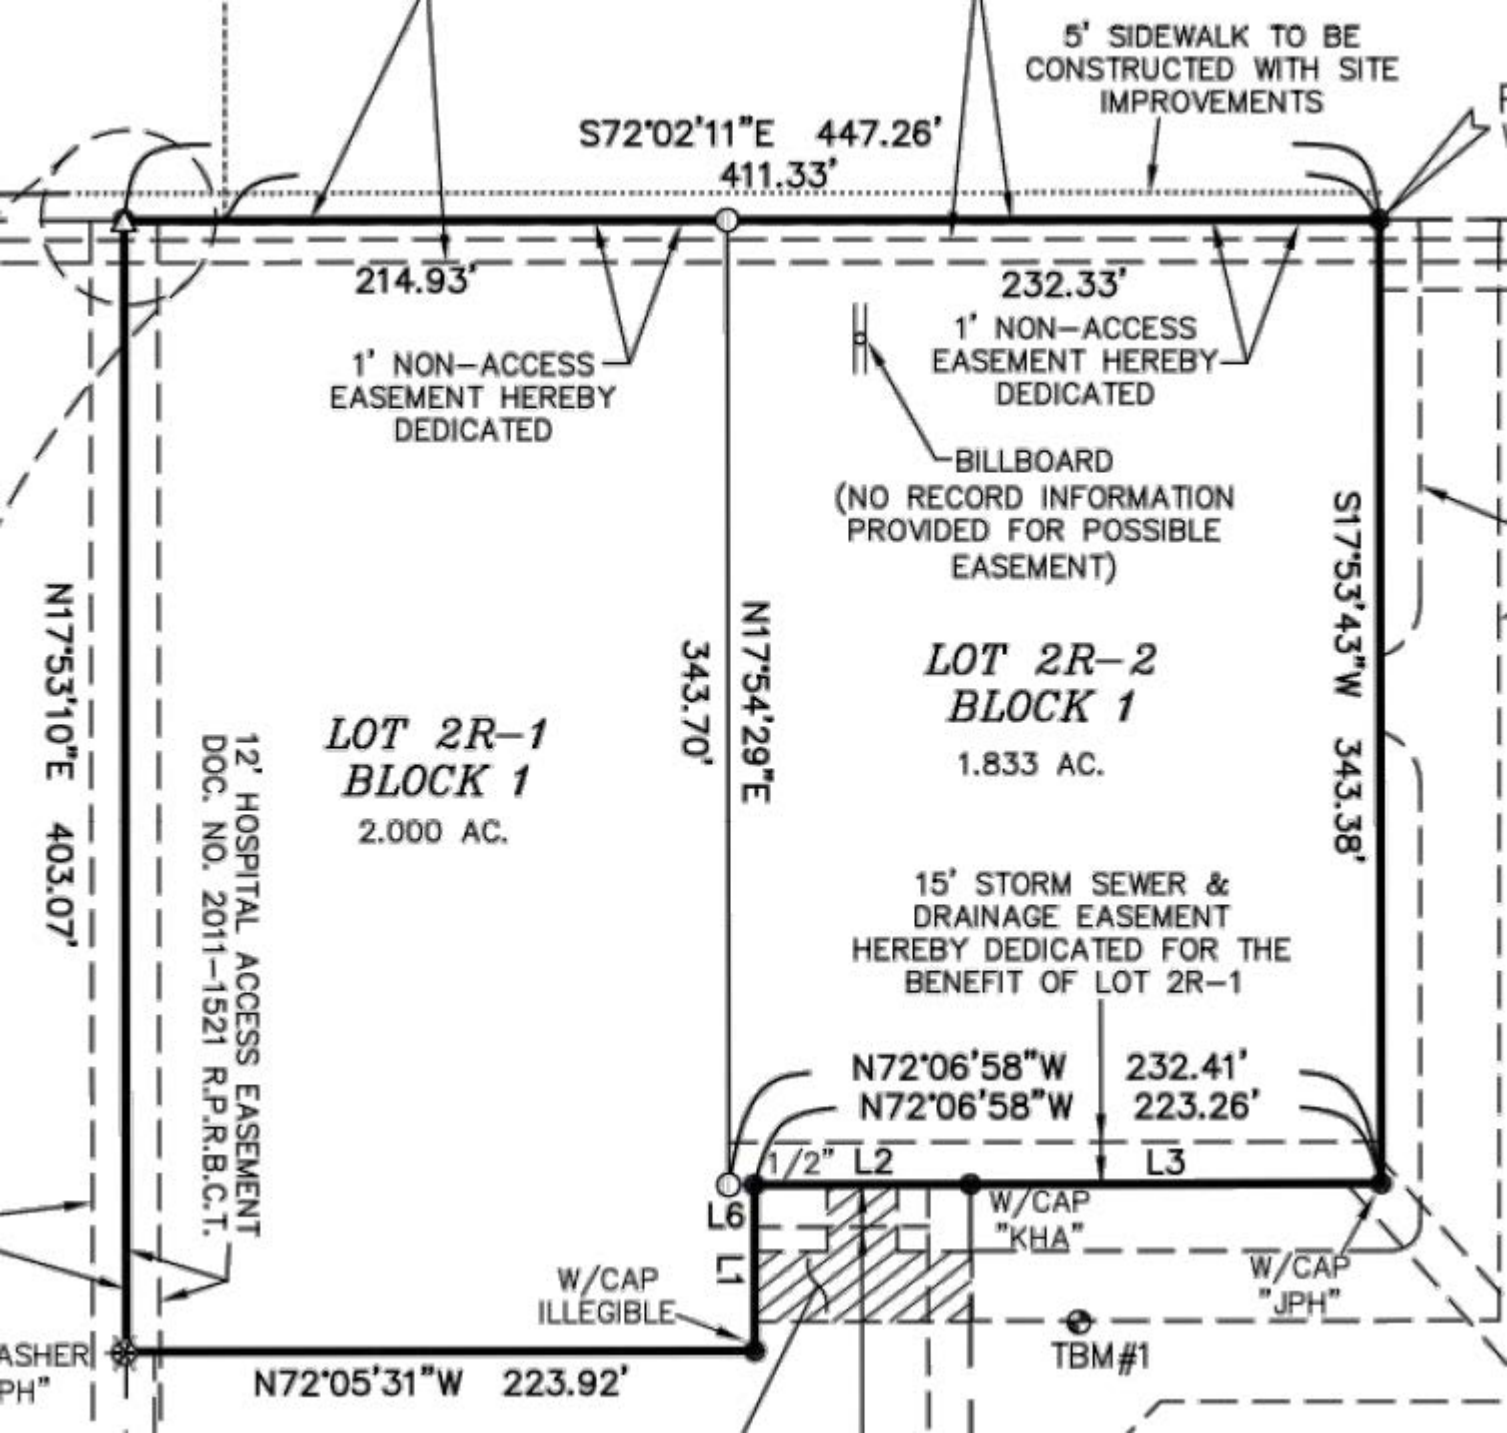 5' SIDEWALK TO BE
CONSTRUCTED WITH SITE
IMPROVEMENTS
S72°02'11"E 447.26'
411.33'
214.93'
232.33'
1' NON-ACCESS
EASEMENT HEREBY
DEDICATED
1' NON-ACCESS
EASEMENT HEREBY
DEDICATED
BILLBOARD
(NO RECORD INFORMATION
PROVIDED FOR POSSIBLE
EASEMENT)
N17°53'10"E 403.07'
12' HOSPITAL ACCESS EASEMENT
DOC. NO. 2011-1521 R.P.R.B.C.T.
LOT 2R-1
BLOCK 1
2.000 AC.
N17°54'29"E
343.70'
LOT 2R-2
BLOCK 1
1.833 AC.
S17°53'43"W 343.38'
15' STORM SEWER &
DRAINAGE EASEMENT
HEREBY DEDICATED FOR THE
BENEFIT OF LOT 2R-1
N72°06'58"W 232.41'
N72°06'58"W 223.26'
1/2"
L2
L3
L6
L1
W/CAP
"KHA"
W/CAP
"JPH"
W/CAP
ILLEGIBLE
TBM#1
ASHER
PH"
N72°05'31"W 223.92'